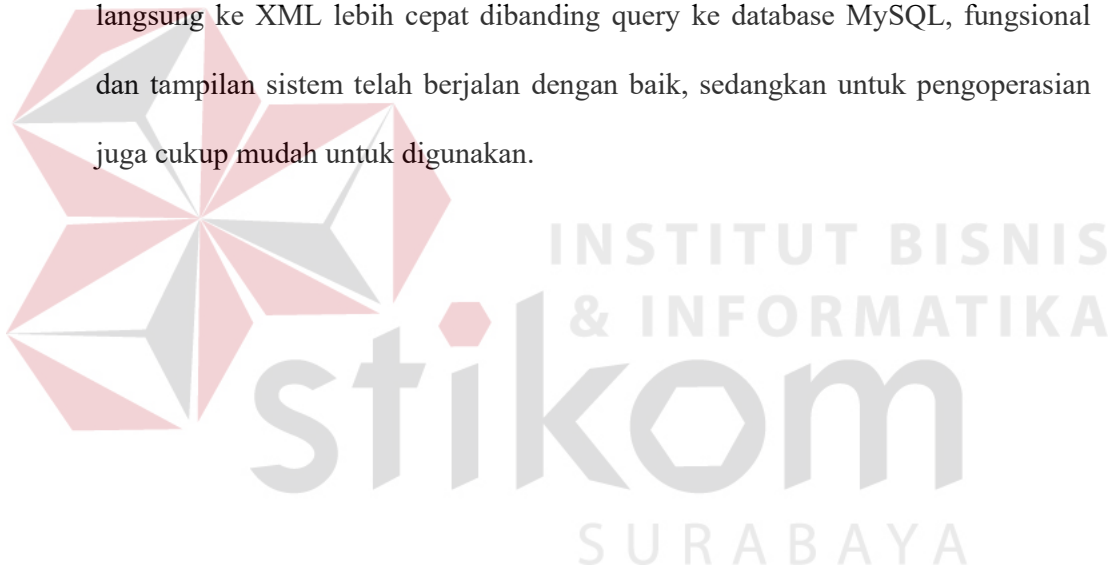 langsung ke XML lebih cepat dibanding query ke database MySQL, fungsional
dan tampilan sistem telah berjalan dengan baik, sedangkan untuk pengoperasian
juga cukup mudah untuk digunakan.
INSTITUT BISNIS
& INFORMATIKA
stikom
SURABAYA